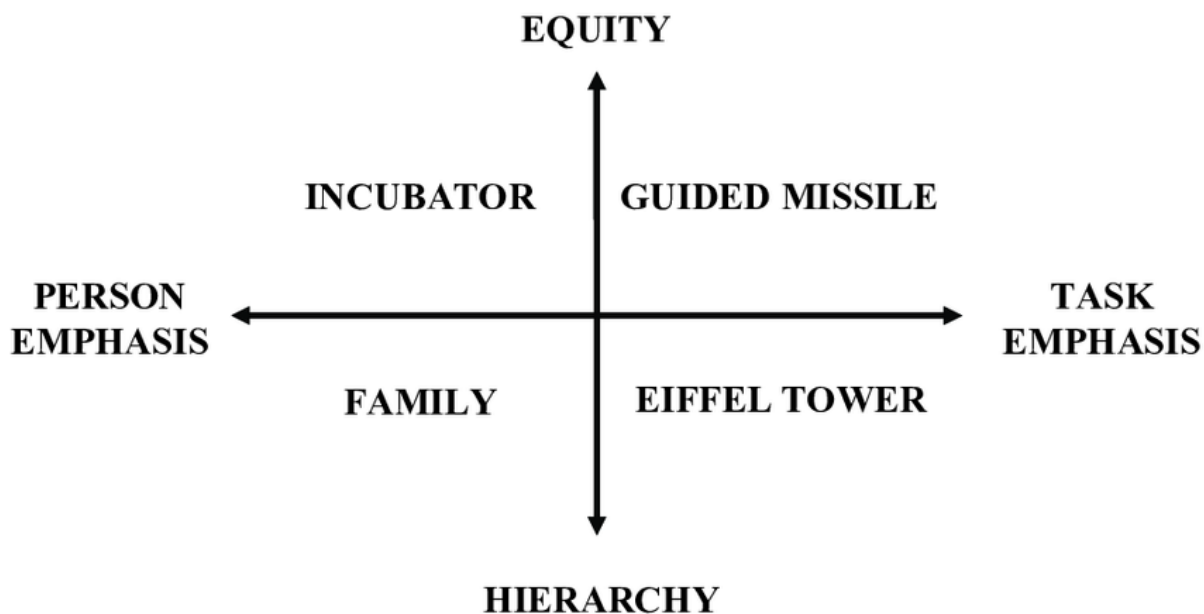 EQUITY
INCUBATOR
GUIDED MISSILE
PERSON
EMPHASIS
TASK
EMPHASIS
FAMILY
EIFFEL TOWER
HIERARCHY